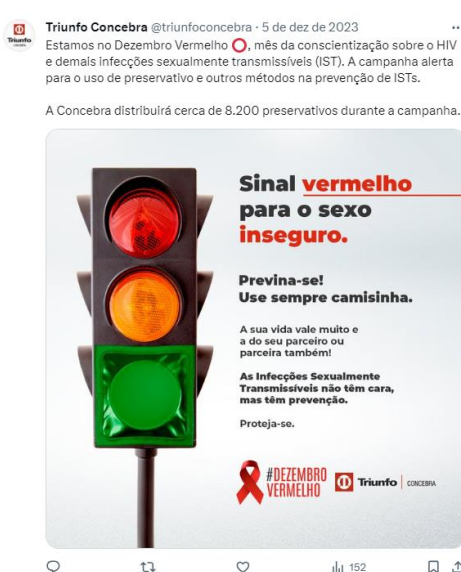 Triunfo Concebra @triunfoconcebra · 5 de dez de 2023
Estamos no Dezembro Vermelho ⭕, mês da conscientização sobre o HIV
e demais infecções sexualmente transmissíveis (IST). A campanha alerta
para o uso de preservativo e outros métodos na prevenção de ISTs.
A Concebra distribuirá cerca de 8.200 preservativos durante a campanha.
Sinal vermelho
para o sexo
inseguro.
Previna-se!
Use sempre camisinha.
A sua vida vale muito e
a do seu parceiro ou
parceira também!
As Infecções Sexualmente
Transmissíveis não têm cara,
mas têm prevenção.
Proteja-se.
#DEZEMBRO
VERMELHO
Triunfo | CONCEBRA
152